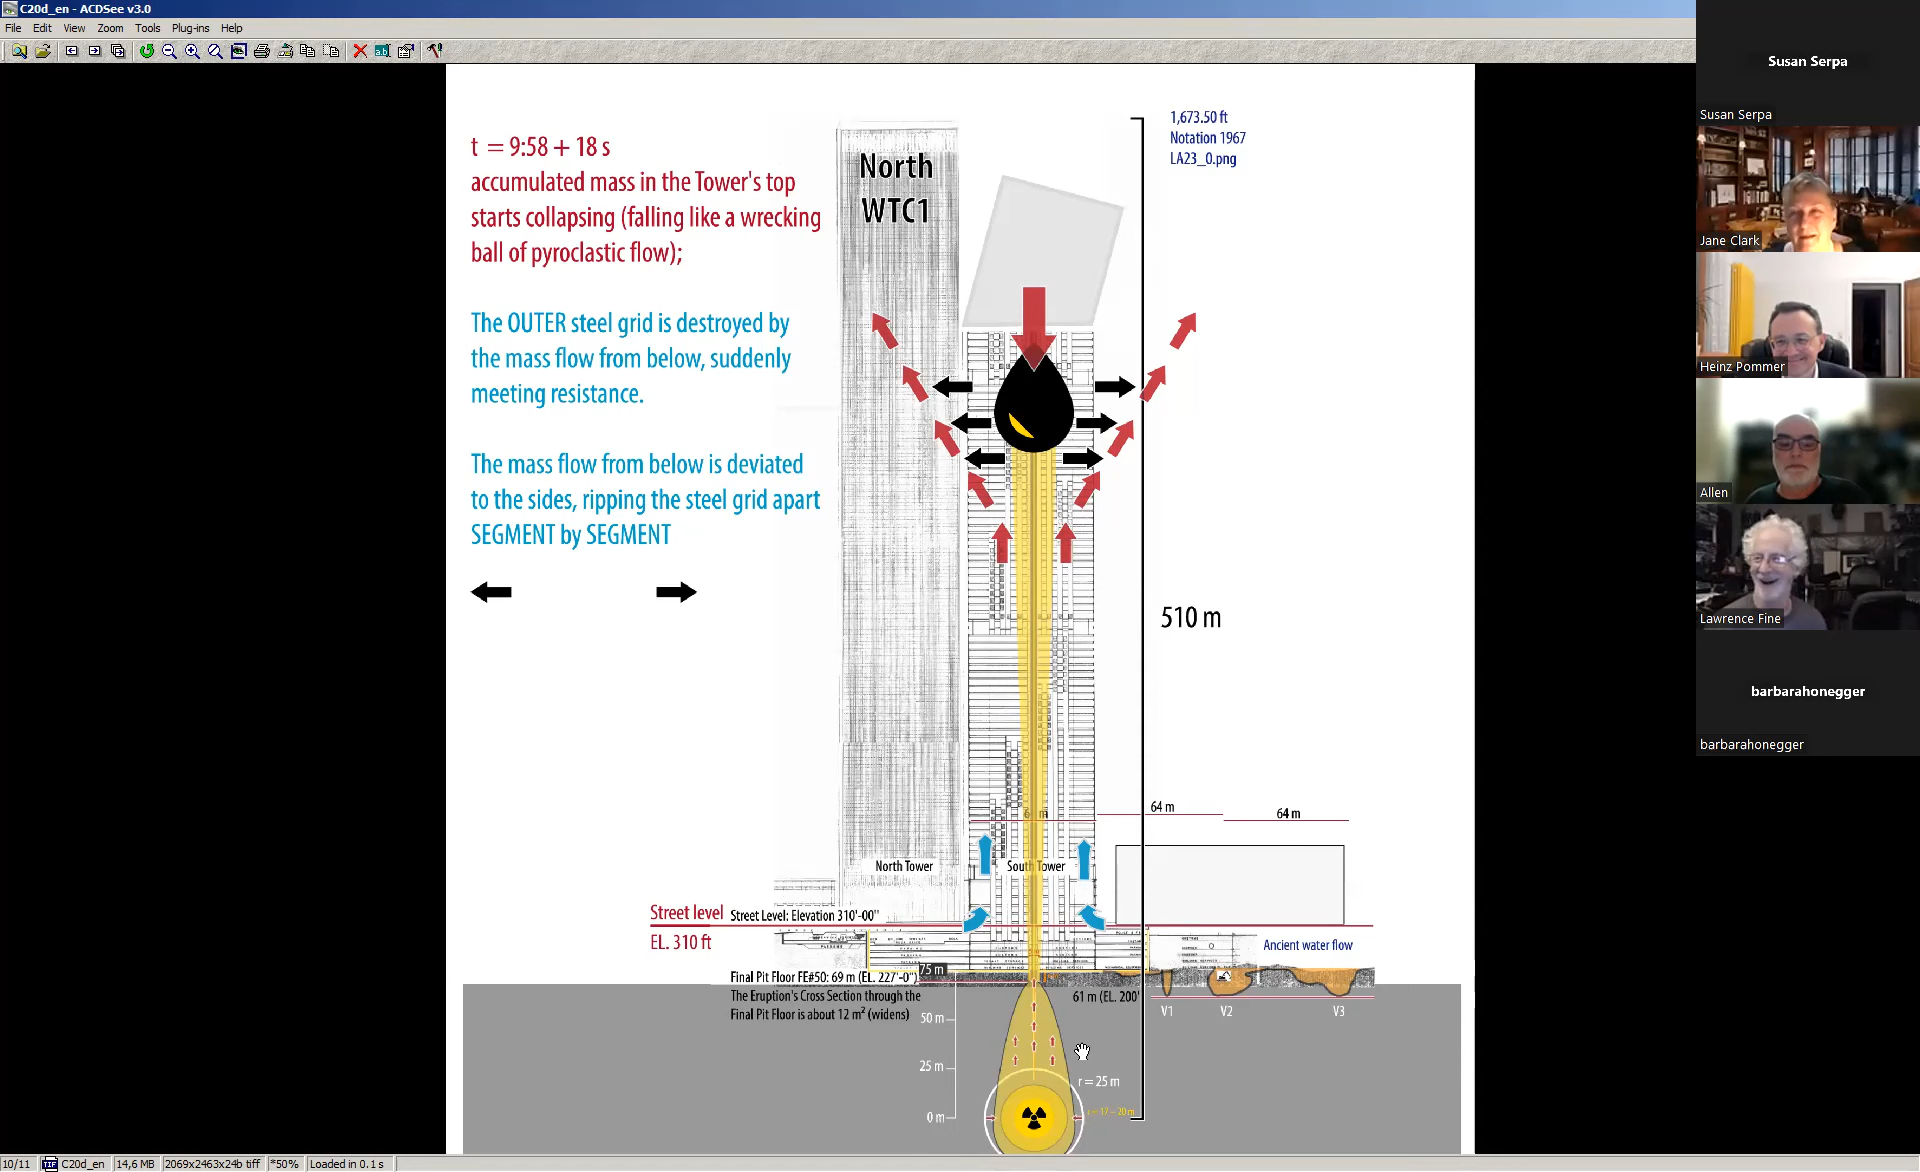 C20d_en - ACDSee v3.0
File Edit View Zoom Tools Plug-ins Help
t = 9:58 + 18 s
accumulated mass in the Tower's top
starts collapsing (falling like a wrecking
ball of pyroclastic flow);
The OUTER steel grid is destroyed by
the mass flow from below, suddenly
meeting resistance.
The mass flow from below is deviated
to the sides, ripping the steel grid apart
SEGMENT by SEGMENT
North
WTC1
1,673.50 ft
Notation 1967
LA23_0.png
510 m
64 m
64 m
North Tower
South Tower
Street level
Street Level: Elevation 310'-00"
EL. 310 ft
Ancient water flow
75 m
Final Pit Floor FE#50: 69 m (EL. 227'-0")
The Eruption's Cross Section through the
Final Pit Floor is about 12 m² (widens)
61 m (EL. 200'
V1
V2
V3
50 m
25 m
r = 25 m
r = 17 - 20 m
0 m
Susan Serpa
Susan Serpa
Jane Clark
Heinz Pommer
Allen
Lawrence Fine
barbarahonegger
barbarahonegger
10/11 TIF C20d_en 14,6 MB 2069x2463x24b tiff *50% Loaded in 0.1 s